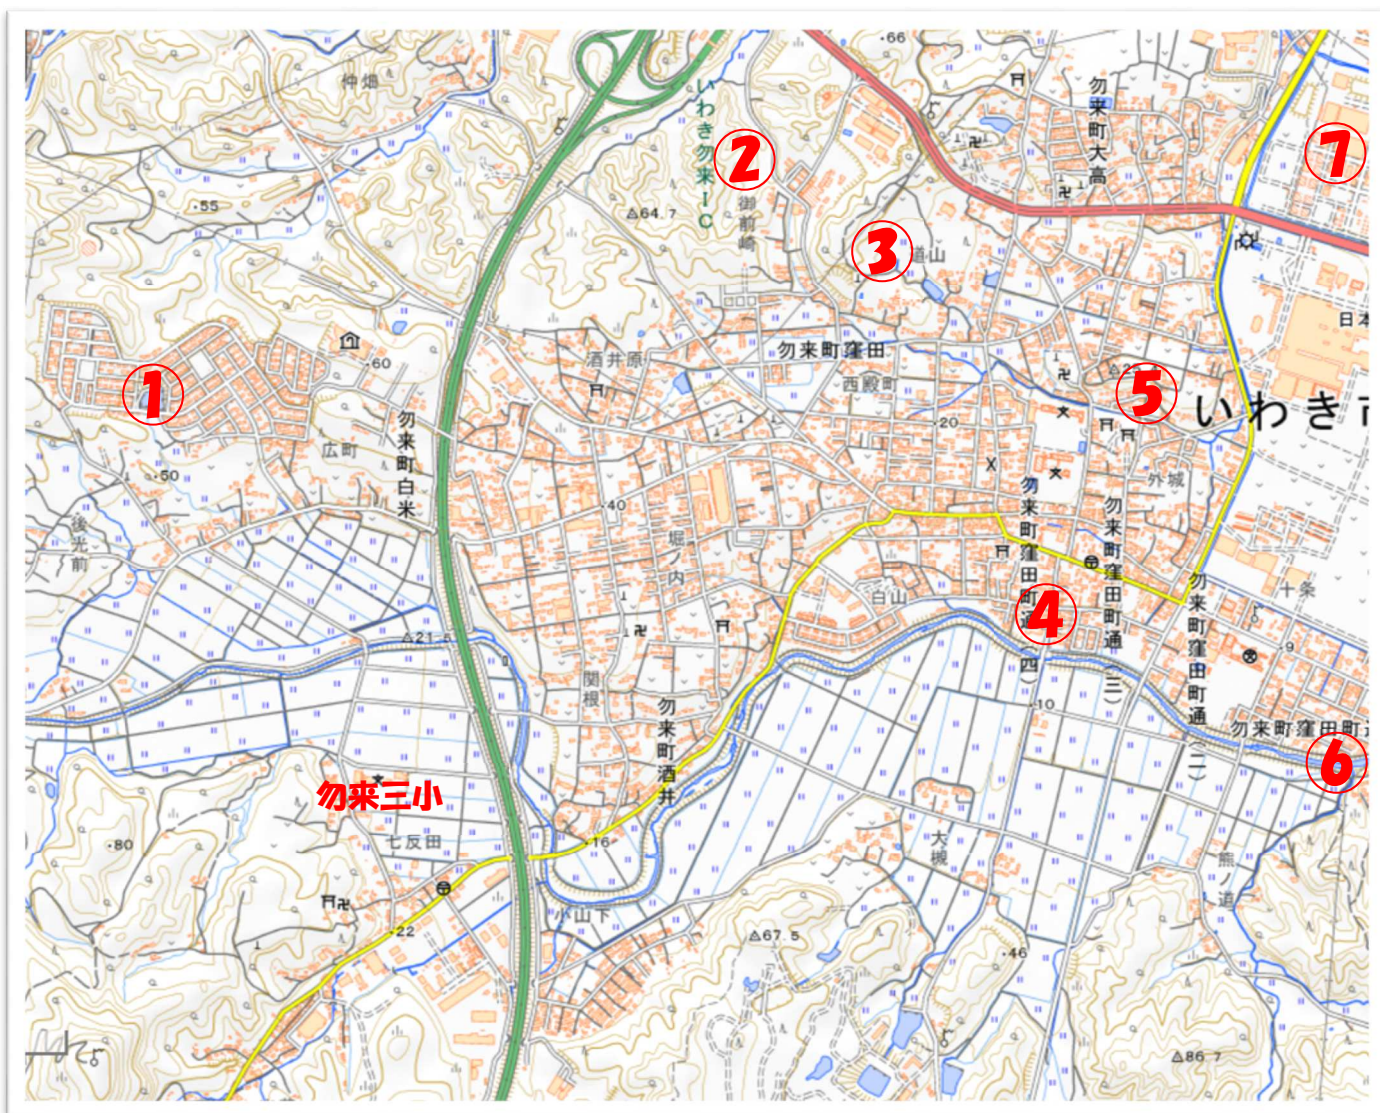 仲畑
・66
いわき勿来IC
②
勿来町大高
⑦
・55
△64.7
御前崎
③
道山
日本
勿来町窪田
酒井原
・60
西殿町
①
⑤
いわき市
勿来町白米
広町
・20
・50
外城
後光前
・40
堀ノ内
勿来町窪田町通(四)
勿来町窪田町通(三)
勿来町窪田町通(二)
十条
白山
④
△21.5
・9
関根
勿来町酒井
・10
勿来町窪田町通
⑥
勿来三小
七反田
・80
・16
大槻
熊ノ道
小山下
・22
△67.5
・46
△86.7